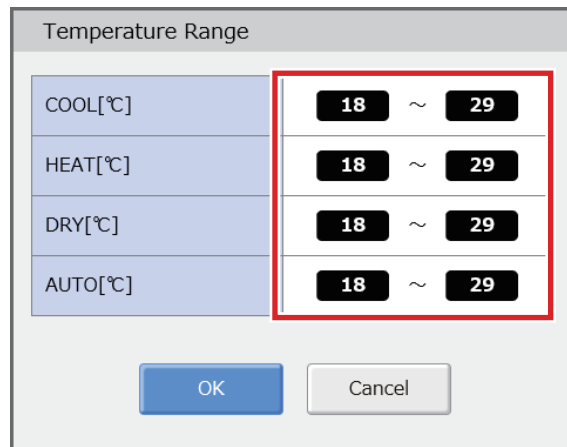 Temperature Range
COOL[℃] 18 ~ 29
HEAT[℃] 18 ~ 29
DRY[℃] 18 ~ 29
AUTO[℃] 18 ~ 29
OK Cancel